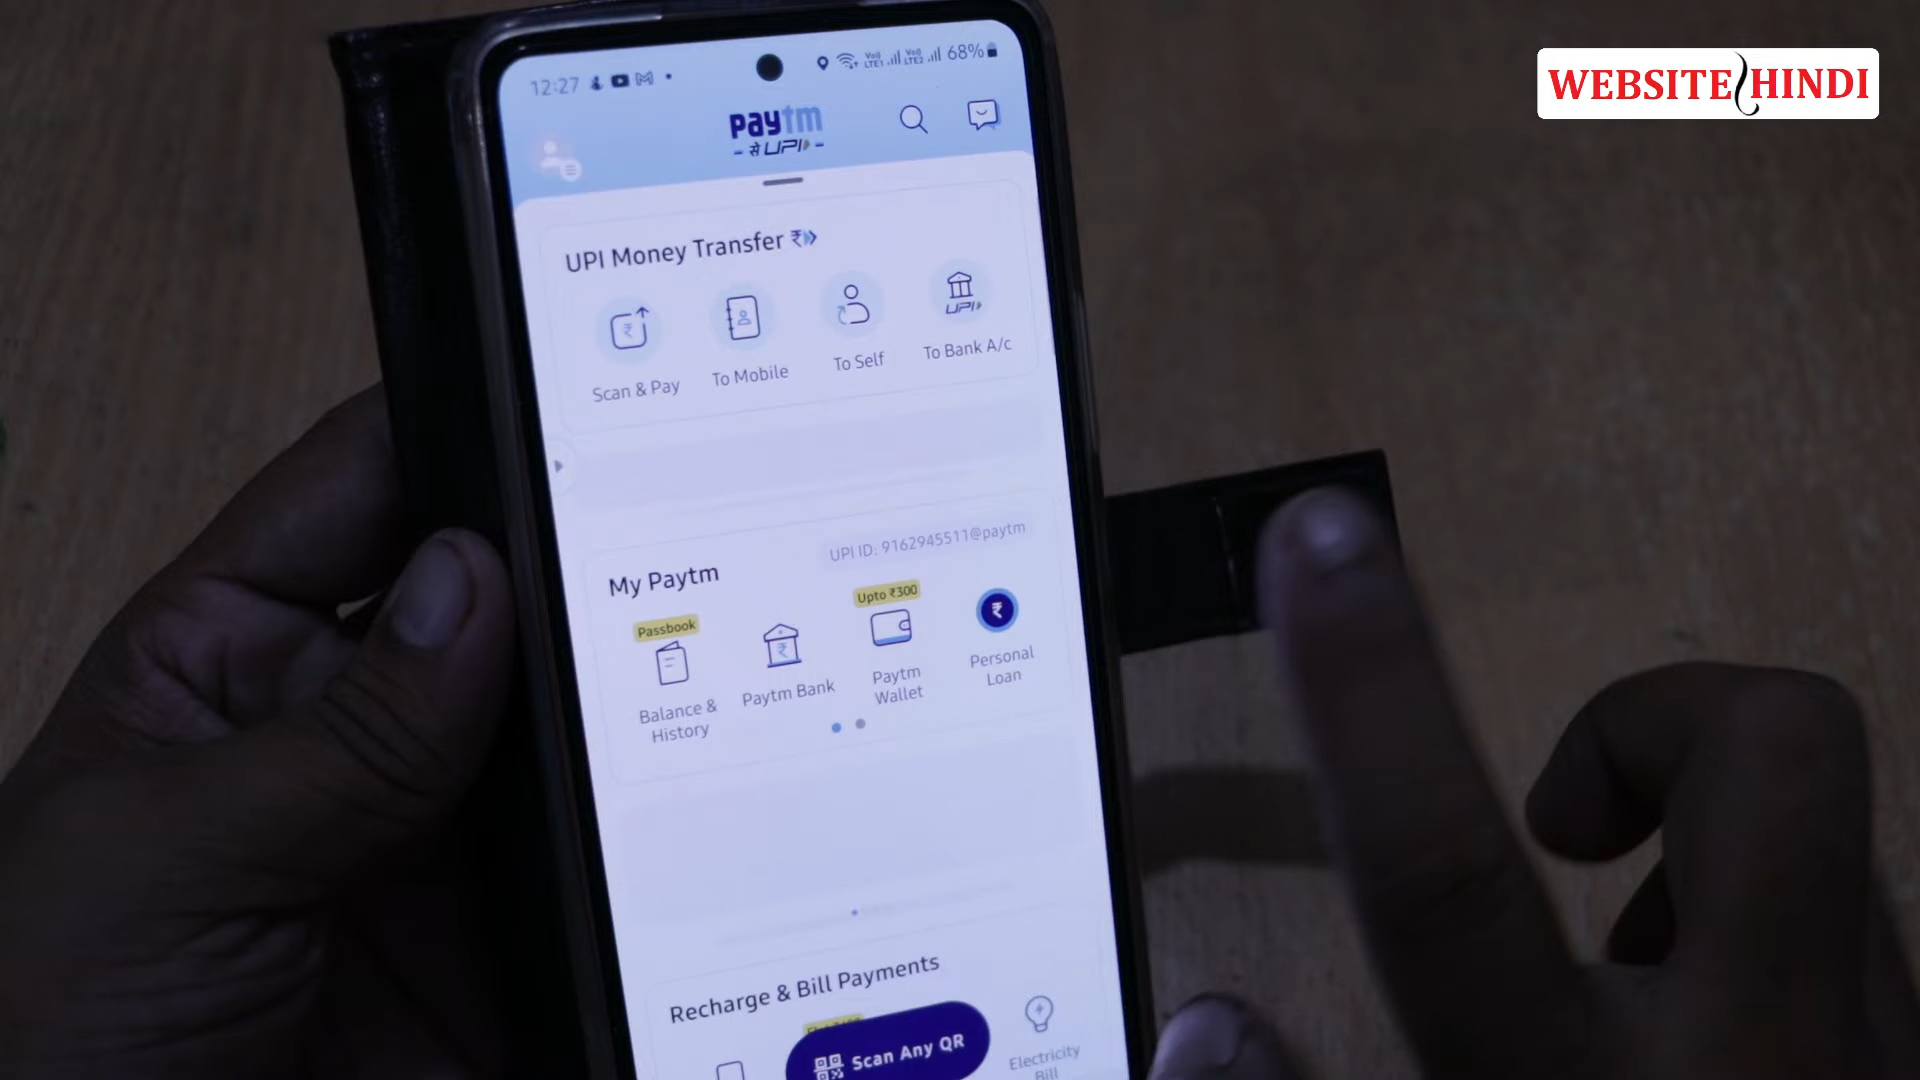 WEBSITE HINDI
12:27
68%
paytm
से UPI
UPI Money Transfer
Scan & Pay
To Mobile
To Self
UPI
To Bank A/c
My Paytm
UPI ID: 9162945511@paytm
Passbook
Balance &
History
Paytm Bank
Upto ₹300
Paytm
Wallet
Personal
Loan
Recharge & Bill Payments
Scan Any QR
Electricity
Bill